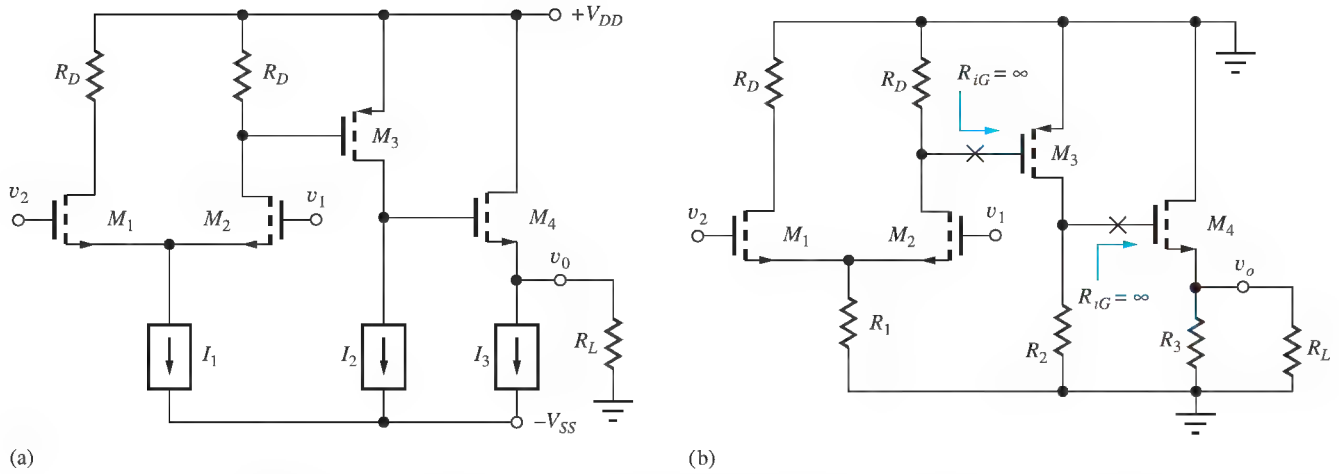 +V_DD
R_D
R_D
M_3
v_2
M_1
M_2
v_1
M_4
v_0
I_1
I_2
I_3
R_L
−V_SS
(a)
R_D
R_D
R_iG = ∞
M_3
v_2
M_1
M_2
v_1
M_4
v_o
R_iG = ∞
R_1
R_2
R_3
R_L
(b)